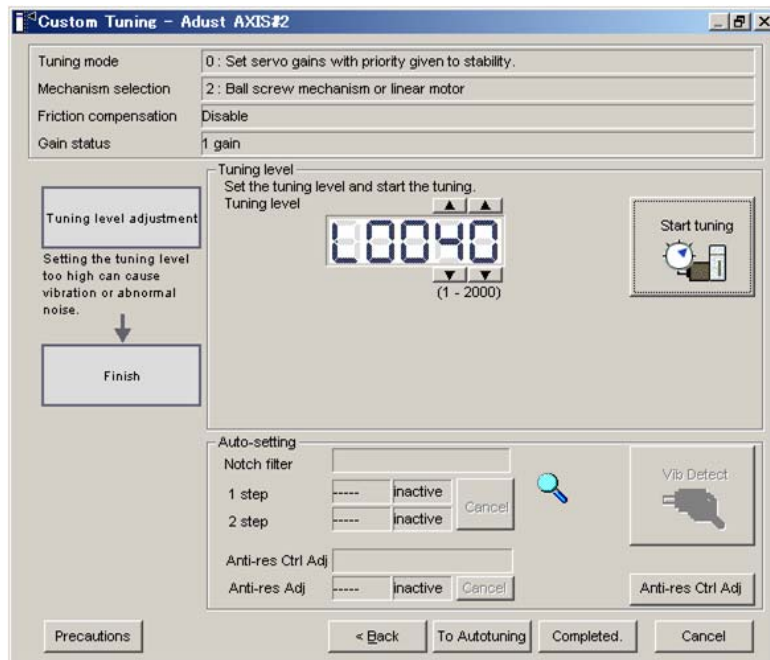 Custom Tuning - Adust AXIS#2
Tuning mode 0 : Set servo gains with priority given to stability.
Mechanism selection 2 : Ball screw mechanism or linear motor
Friction compensation Disable
Gain status 1 gain
Tuning level adjustment
Setting the tuning level
too high can cause
vibration or abnormal
noise.
Finish
Tuning level
Set the tuning level and start the tuning.
Tuning level
L0040
(1 - 2000)
Start tuning
Auto-setting
Notch filter
1 step ----- inactive
Cancel
2 step ----- inactive
Vib Detect
Anti-res Ctrl Adj
Anti-res Adj ----- inactive Cancel
Anti-res Ctrl Adj
Precautions
< Back
To Autotuning
Completed.
Cancel